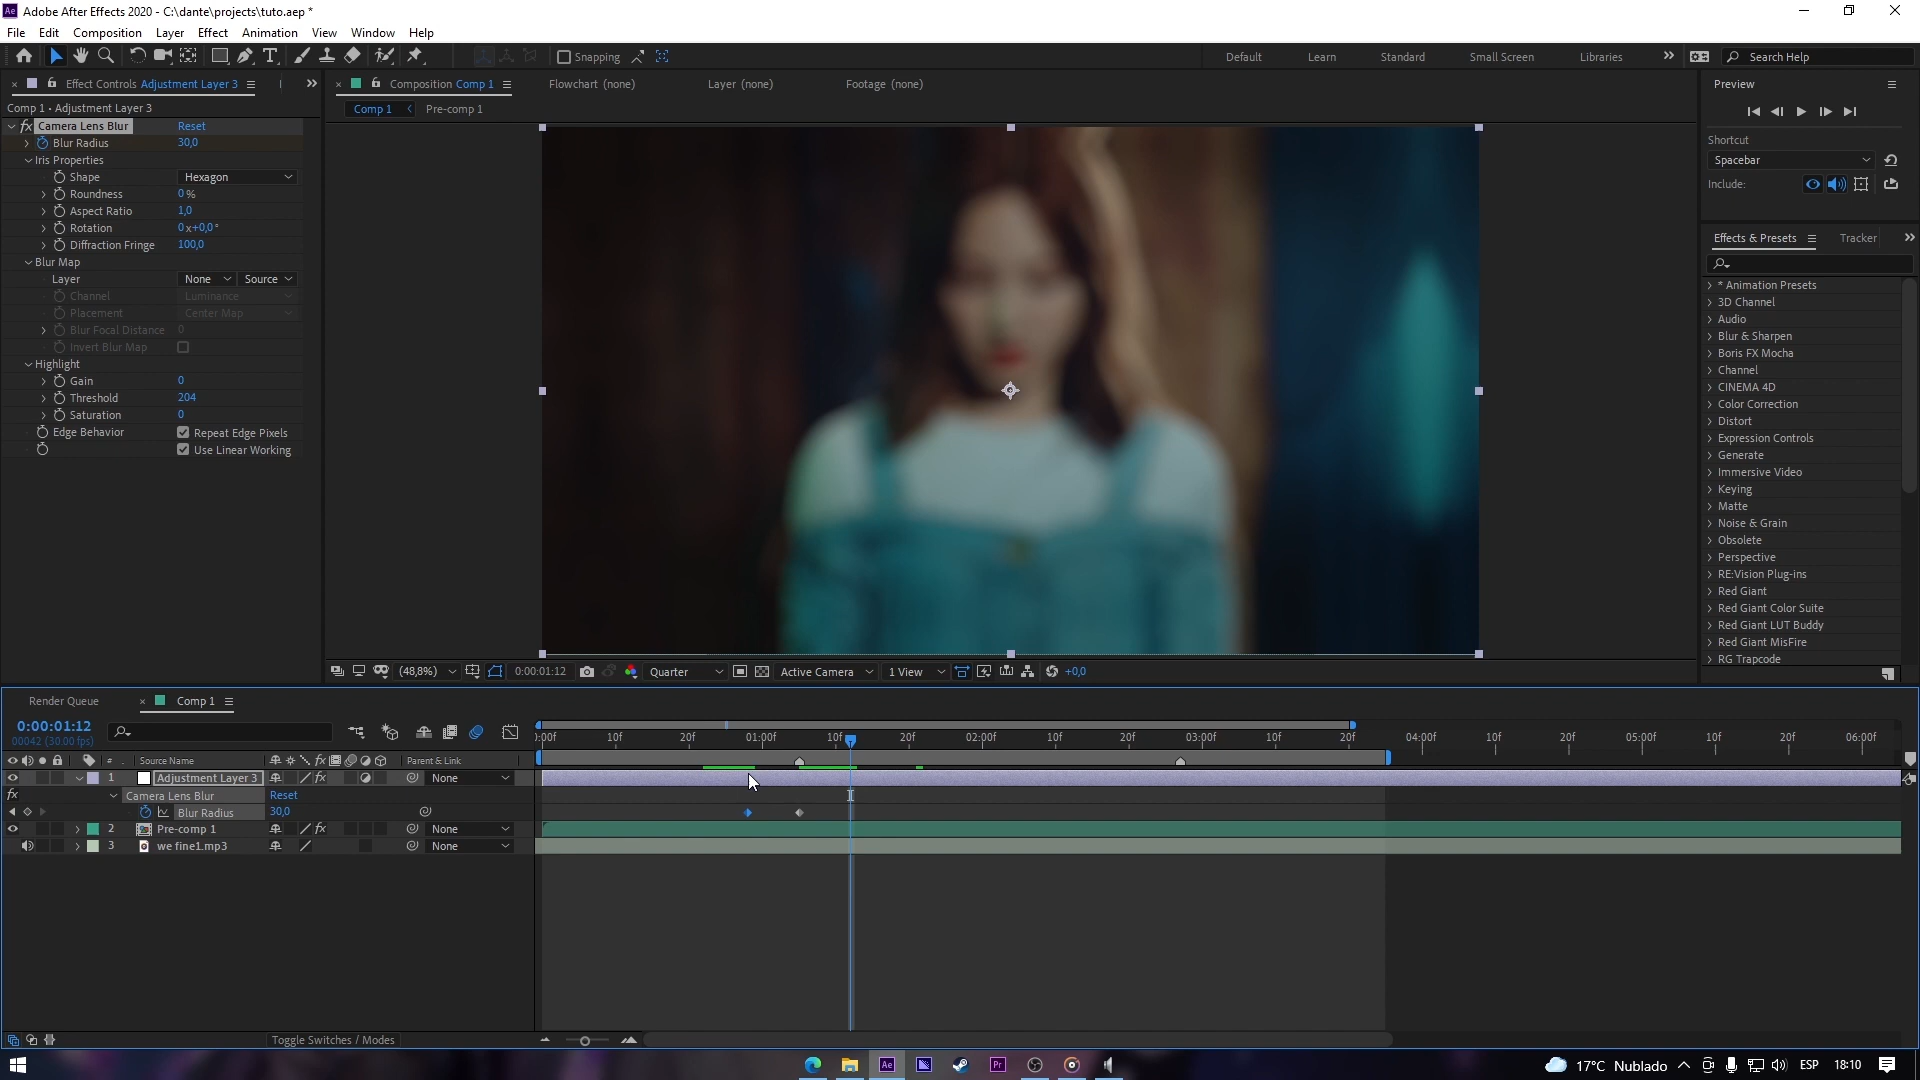 Adobe After Effects 2020 - C:\dante\projects\tuto.aep *
File Edit Composition Layer Effect Animation View Window Help
Snapping Default Learn Standard Small Screen Libraries Search Help
Effect Controls Adjustment Layer 3
Comp 1 • Adjustment Layer 3
fx Camera Lens Blur Reset
Blur Radius 30,0
Iris Properties
Shape Hexagon
Roundness 0 %
Aspect Ratio 1,0
Rotation 0x+0,0°
Diffraction Fringe 100,0
Blur Map
Layer None Source
Channel Luminance
Placement Center Map
Blur Focal Distance 0
Invert Blur Map
Highlight
Gain 0
Threshold 204
Saturation 0
Edge Behavior Repeat Edge Pixels
Use Linear Working
Composition Comp 1 Flowchart (none) Layer (none) Footage (none)
Comp 1 Pre-comp 1
(48,8%) 0:00:01:12 Quarter Active Camera 1 View +0,0
Preview
Shortcut
Spacebar
Include:
Effects & Presets Tracker
* Animation Presets
3D Channel
Audio
Blur & Sharpen
Boris FX Mocha
Channel
CINEMA 4D
Color Correction
Distort
Expression Controls
Generate
Immersive Video
Keying
Matte
Noise & Grain
Obsolete
Perspective
RE:Vision Plug-ins
Red Giant
Red Giant Color Suite
Red Giant LUT Buddy
Red Giant MisFire
RG Trapcode
Render Queue Comp 1
0:00:01:12
00042 (30.00 fps)
):00f 10f 20f 01:00f 10f 20f 02:00f 10f 20f 03:00f 10f 20f 04:00f 10f 20f 05:00f 10f 20f 06:00f
# Source Name fx Parent & Link
1 Adjustment Layer 3 fx None
fx Camera Lens Blur Reset
Blur Radius 30,0
2 Pre-comp 1 fx None
3 we fine1.mp3 None
Toggle Switches / Modes
Ae Pr 17°C Nublado ESP 18:10